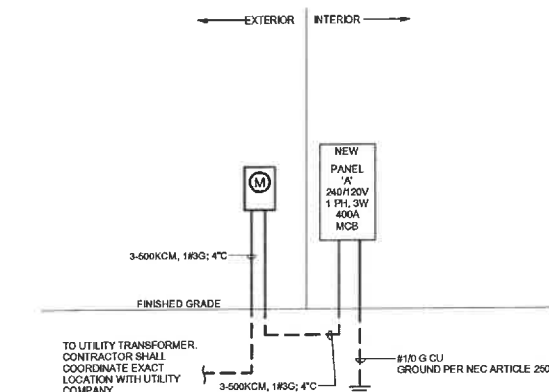 EXTERIOR
INTERIOR
NEW
PANEL
'A'
240/120V
1 PH, 3W
400A
MCB
M
3-500KCM, 1#3G; 4"C
FINISHED GRADE
TO UTILITY TRANSFORMER.
CONTRACTOR SHALL
COORDINATE EXACT
LOCATION WITH UTILITY
COMPANY
3-500KCM, 1#3G; 4"C
#1/0 G CU
GROUND PER NEC ARTICLE 250